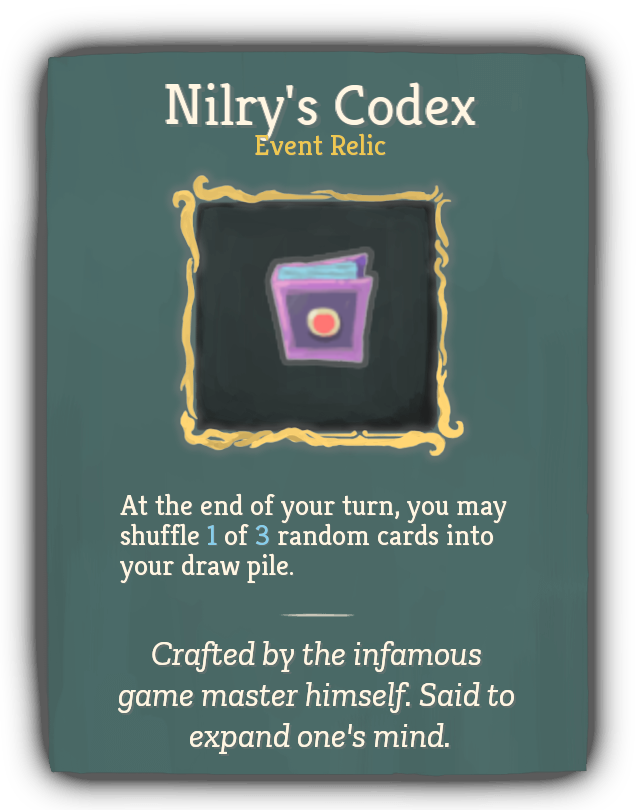 Nilry's Codex
Event Relic
At the end of your turn, you may
shuffle 1 of 3 random cards into
your draw pile.
Crafted by the infamous
game master himself. Said to
expand one's mind.